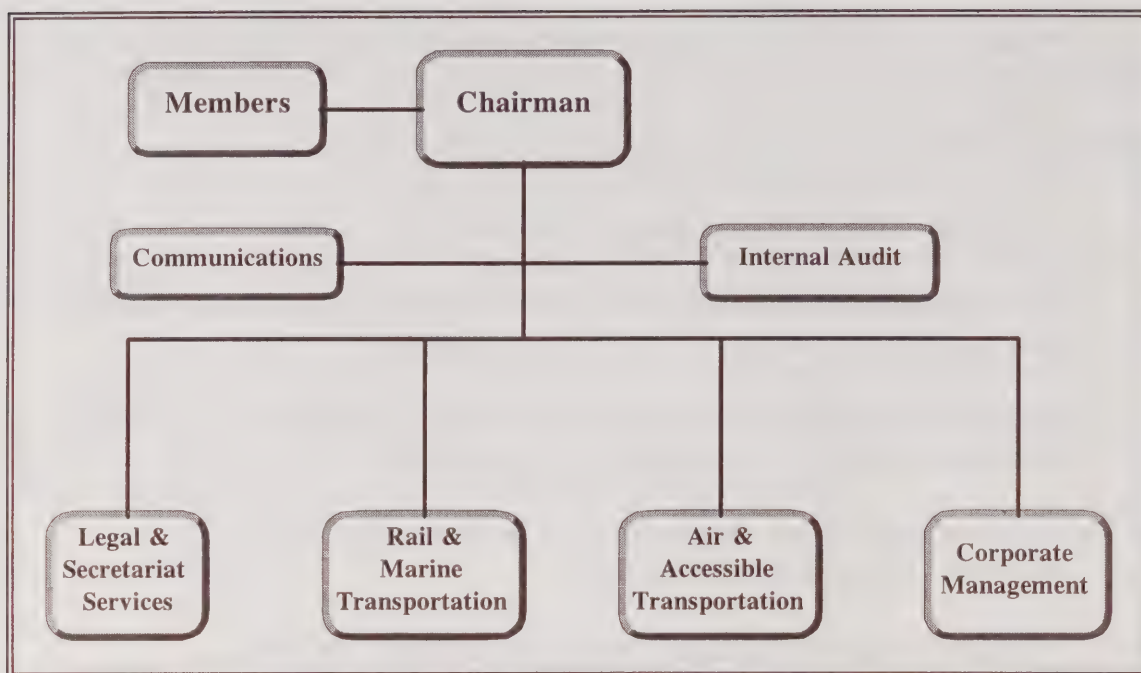 Members
Chairman
Communications
Internal Audit
Legal &
Secretariat
Services
Rail &
Marine
Transportation
Air &
Accessible
Transportation
Corporate
Management